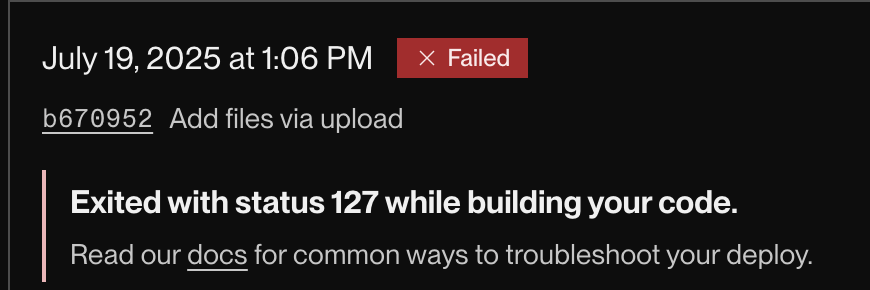 July 19, 2025 at 1:06 PM Failed
b670952 Add files via upload
Exited with status 127 while building your code.
Read our docs for common ways to troubleshoot your deploy.